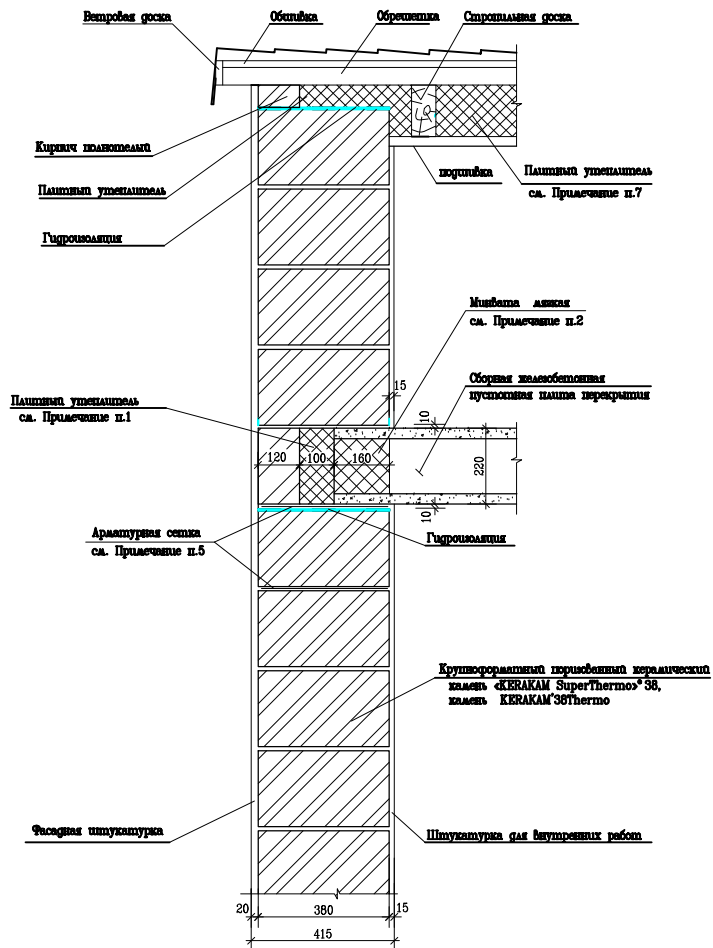 Ветровая доска
Обшивка
Обрешетка
Стропильная доска
Кирпич полнотелый
Плитный утеплитель
Гидроизоляция
подшивка
Плитный утеплитель
см. Примечание п.7
Минвата мягкая
см. Примечание п.2
15
Сборная железобетонная
пустотная плита перекрытия
Плитный утеплитель
см. Примечание п.1
10
120
100
160
220
10
Арматурная сетка
см. Примечание п.5
Гидроизоляция
Крупноформатный поризованный керамический
камень «KERAKAM SuperThermo»® 38,
камень KERAKAM®38Thermo
Фасадная штукатурка
Штукатурка для внутренних работ
20
380
15
415